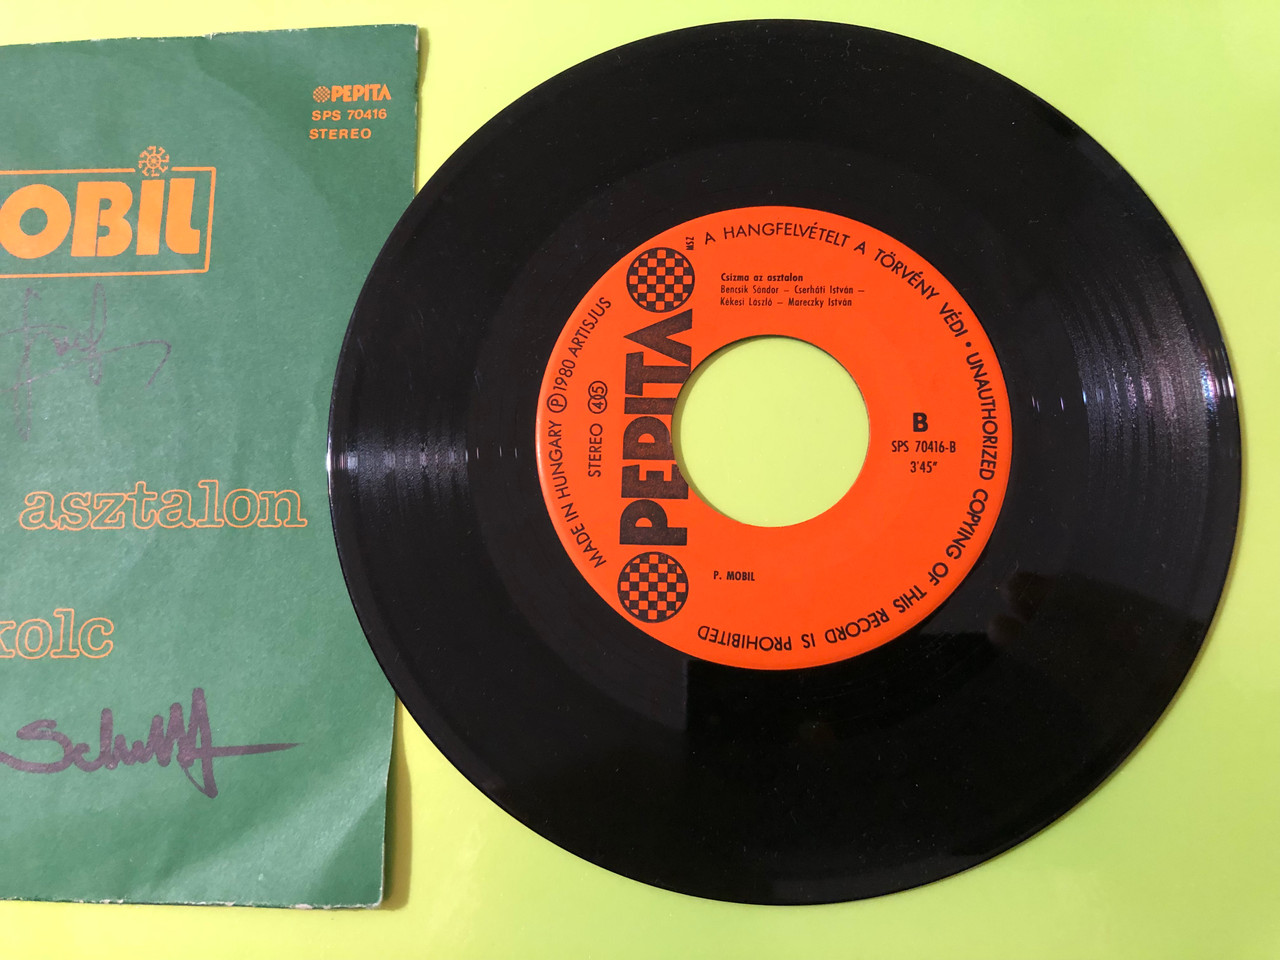 PEPITA
SPS 70416
STEREO
OBIL
asztalon
kolc
A HANGFELVÉTELT A TÖRVÉNY VÉDI • UNAUTHORIZED COPYING OF THIS RECORD IS PROHIBITED
MSZ
Csizma az asztalon
Bencsik Sándor – Cserháti István –
Kékesi László – Mareczky István
MADE IN HUNGARY Ⓟ 1980 ARTISJUS
STEREO 45
PEPITA
B
SPS 70416-B
3'45"
P. MOBIL